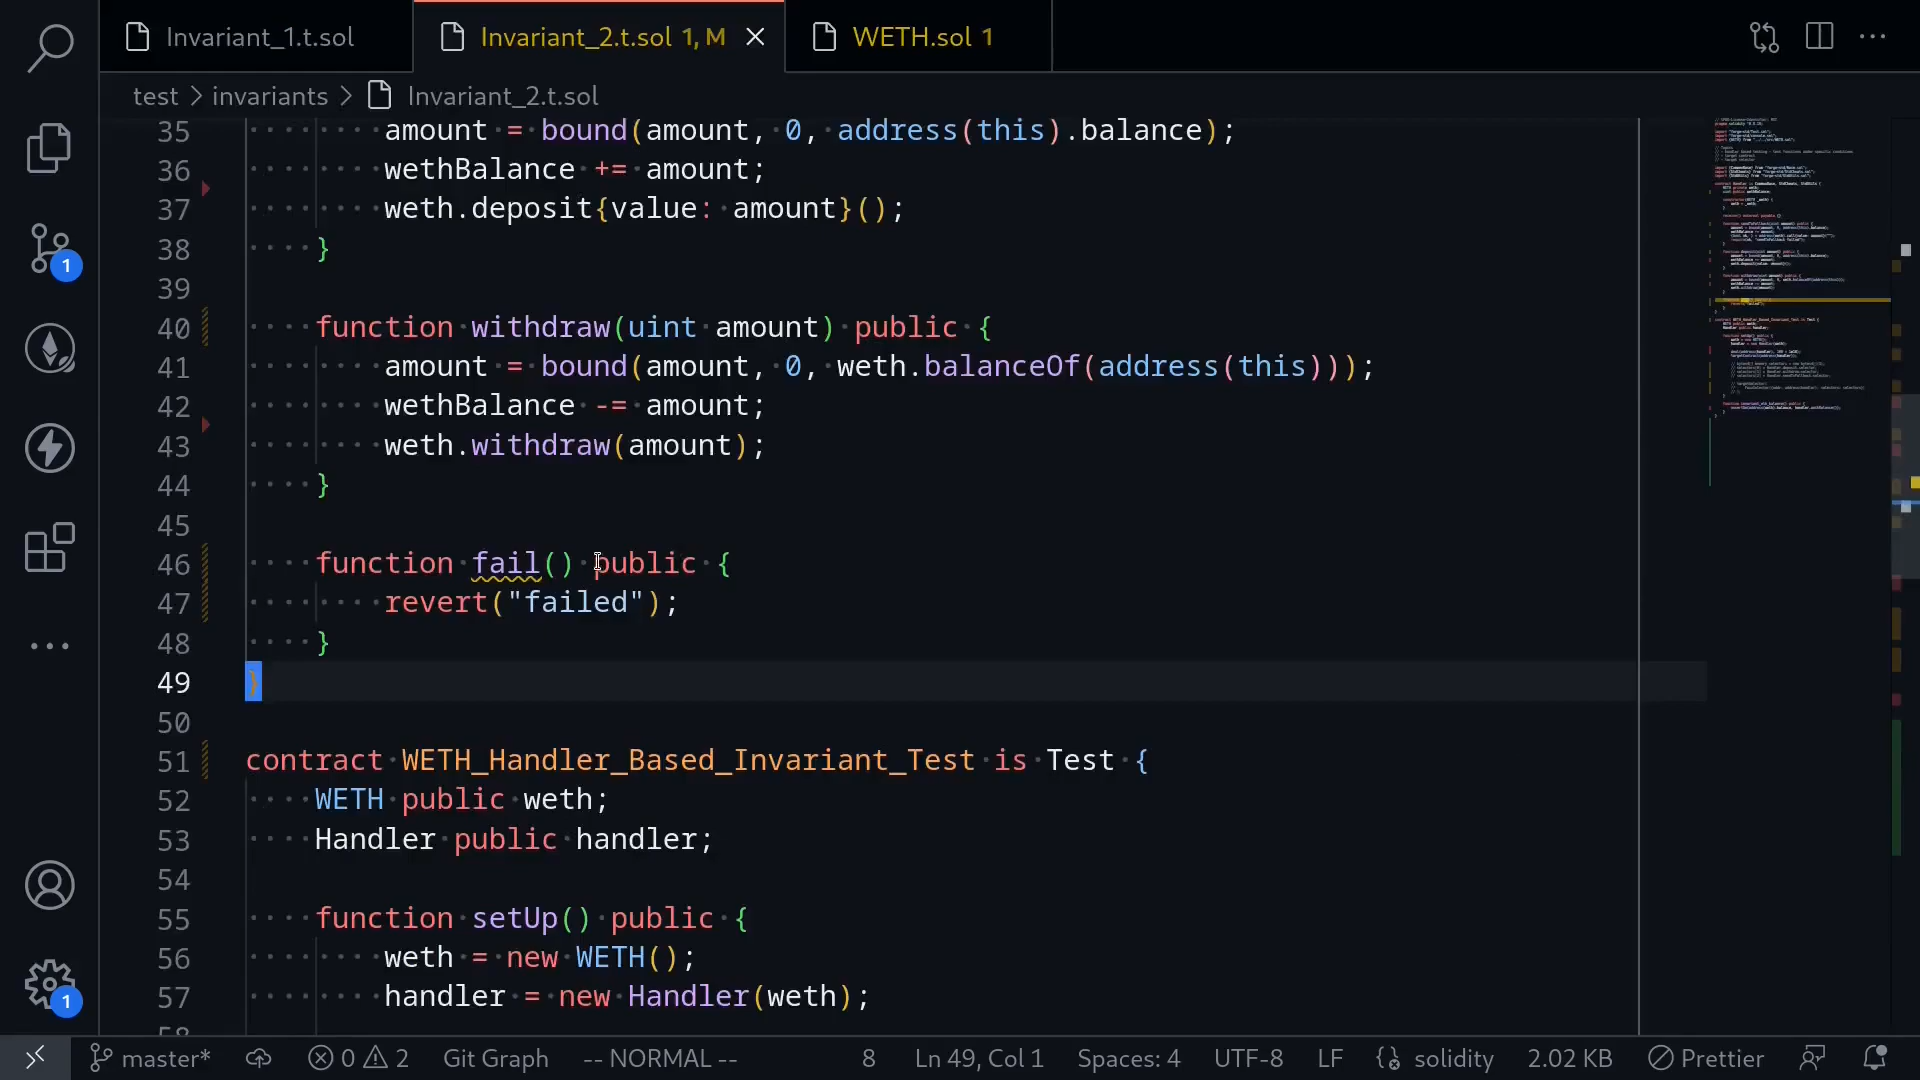 Invariant_1.t.sol
Invariant_2.t.sol 1, M
WETH.sol 1
test > invariants > Invariant_2.t.sol
35 amount = bound(amount, 0, address(this).balance);
36 wethBalance += amount;
37 weth.deposit{value: amount}();
38 }
39
40 function withdraw(uint amount) public {
41 amount = bound(amount, 0, weth.balanceOf(address(this)));
42 wethBalance -= amount;
43 weth.withdraw(amount);
44 }
45
46 function fail() public {
47 revert("failed");
48 }
49 }
50
51 contract WETH_Handler_Based_Invariant_Test is Test {
52 WETH public weth;
53 Handler public handler;
54
55 function setUp() public {
56 weth = new WETH();
57 handler = new Handler(weth);
58
1
1
master* 0 2 Git Graph -- NORMAL -- 8 Ln 49, Col 1 Spaces: 4 UTF-8 LF solidity 2.02 KB Prettier